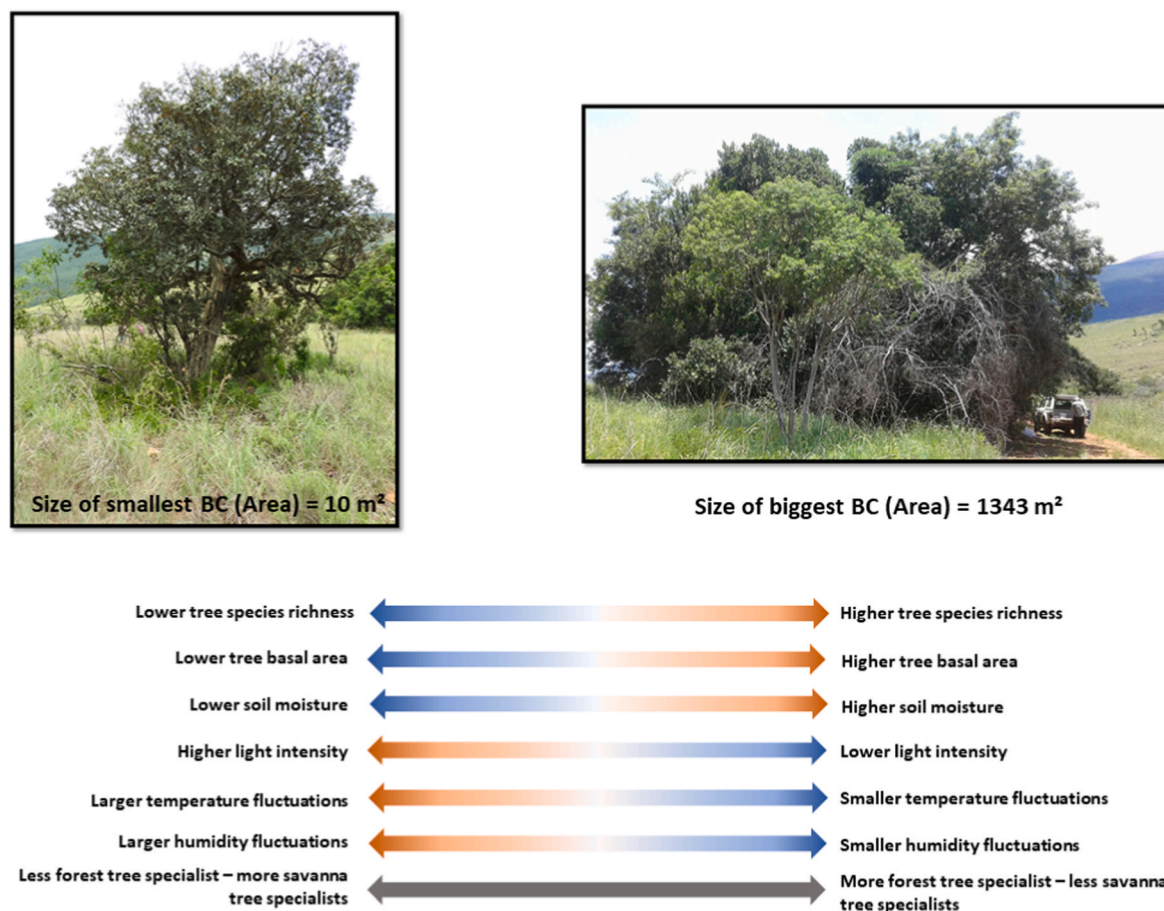 Size of smallest BC (Area) = 10 m²
Size of biggest BC (Area) = 1343 m²
Lower tree species richness
Higher tree species richness
Lower tree basal area
Higher tree basal area
Lower soil moisture
Higher soil moisture
Higher light intensity
Lower light intensity
Larger temperature fluctuations
Smaller temperature fluctuations
Larger humidity fluctuations
Smaller humidity fluctuations
Less forest tree specialist – more savanna
tree specialists
More forest tree specialist – less savanna
tree specialists